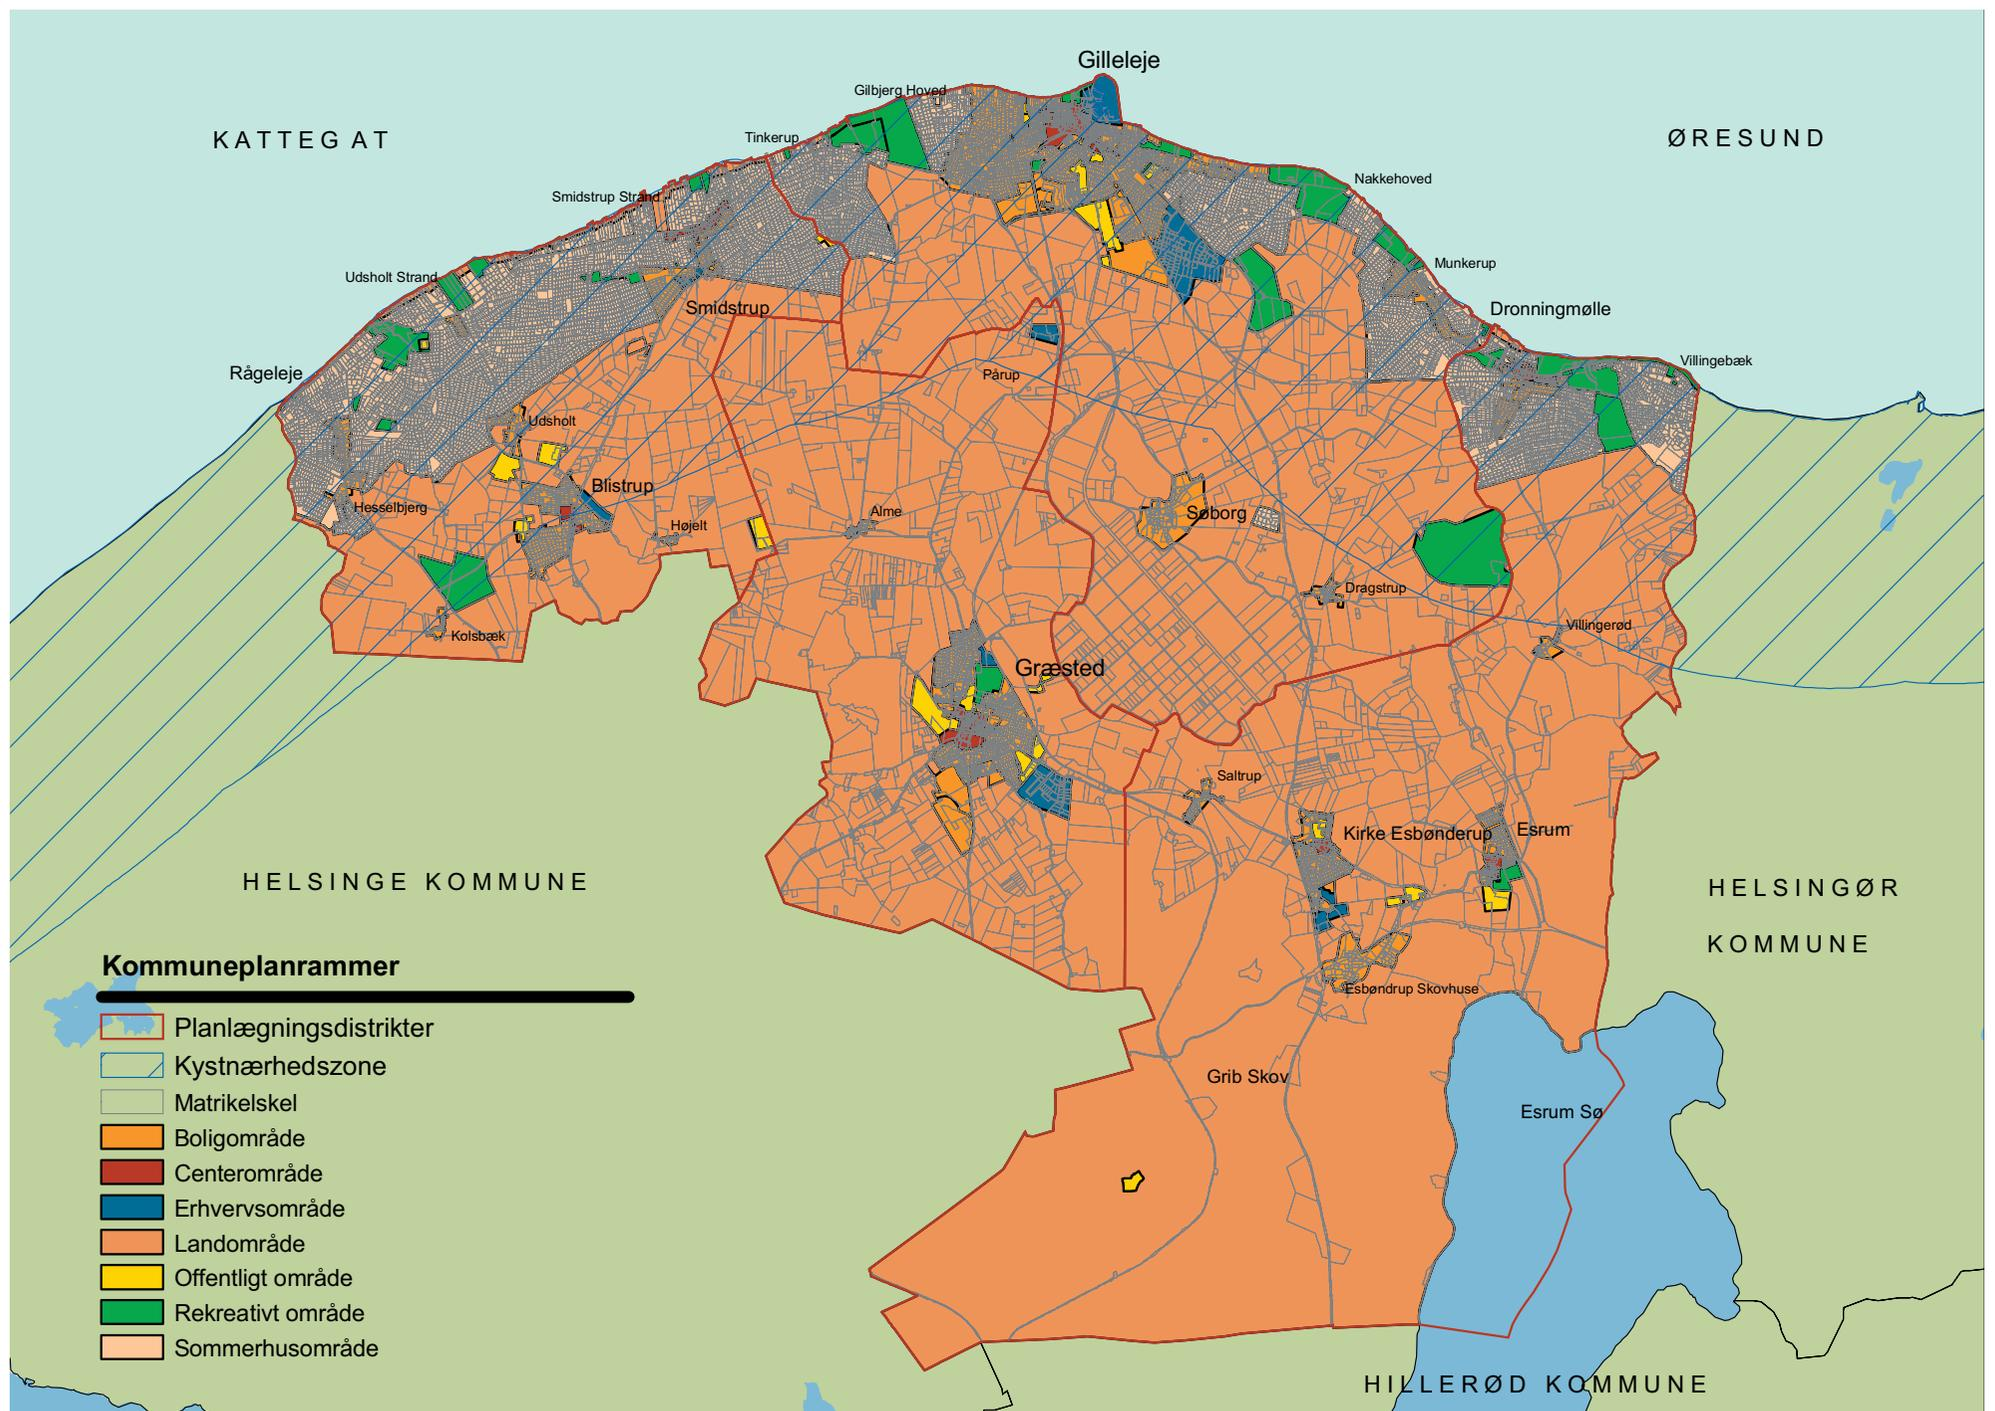 Gilleleje
Gilbjerg Hoved
KATTEGAT
Tinkerup
ØRESUND
Nakkehoved
Smidstrup Strand
Munkerup
Udsholt Strand
Smidstrup
Dronningmølle
Villingebæk
Rågeleje
Pårup
Udsholt
Blistrup
Hesselbjerg
Højelt
Alme
Søborg
Dragstrup
Kolsbæk
Villingerød
Græsted
Saltrup
Kirke Esbønderup
Esrum
HELSINGE KOMMUNE
HELSINGØR
KOMMUNE
Esbøndrup Skovhuse
Grib Skov
Esrum Sø
HILLERØD KOMMUNE
Kommuneplanrammer
Planlægningsdistrikter
Kystnærhedszone
Matrikelskel
Boligområde
Centerområde
Erhvervsområde
Landområde
Offentligt område
Rekreativt område
Sommerhusområde